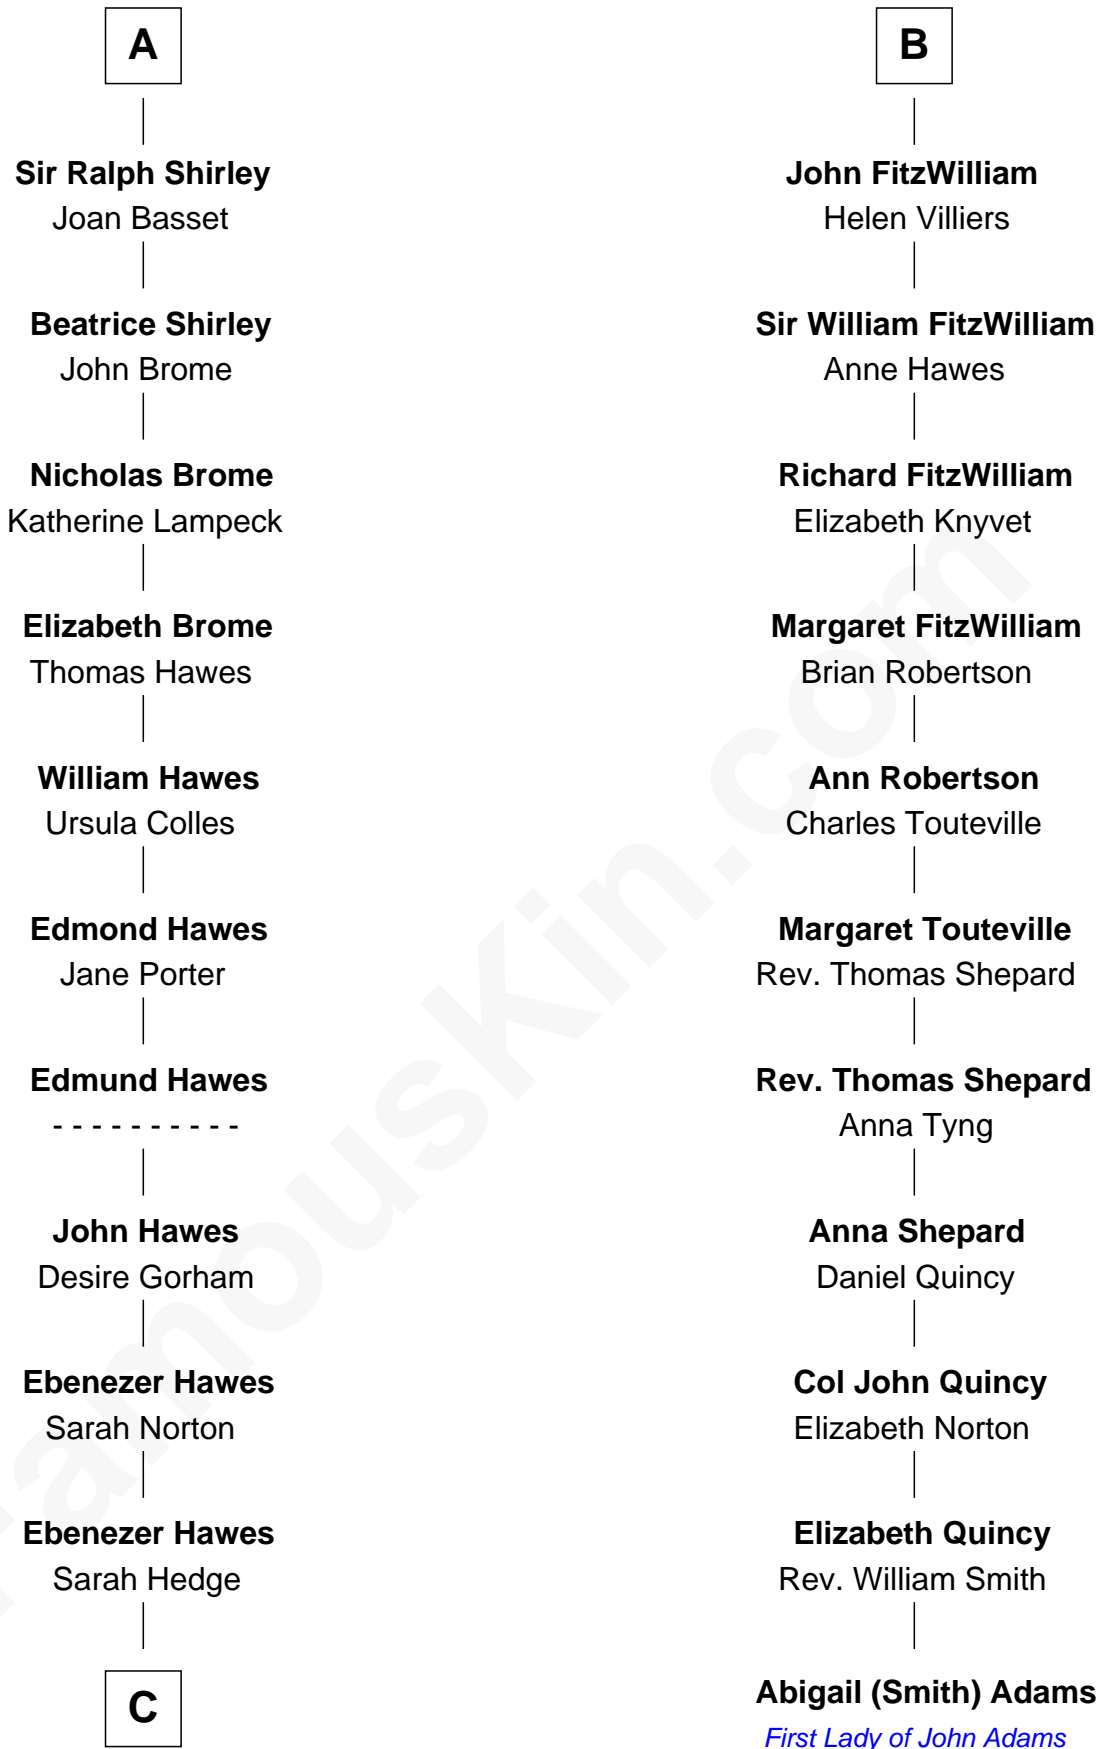 A
Sir Ralph Shirley
Joan Basset
Beatrice Shirley
John Brome
Nicholas Brome
Katherine Lampeck
Elizabeth Brome
Thomas Hawes
William Hawes
Ursula Colles
Edmond Hawes
Jane Porter
Edmund Hawes
- - - - - - - - - -
John Hawes
Desire Gorham
Ebenezer Hawes
Sarah Norton
Ebenezer Hawes
Sarah Hedge
C
B
John FitzWilliam
Helen Villiers
Sir William FitzWilliam
Anne Hawes
Richard FitzWilliam
Elizabeth Knyvet
Margaret FitzWilliam
Brian Robertson
Ann Robertson
Charles Touteville
Margaret Touteville
Rev. Thomas Shepard
Rev. Thomas Shepard
Anna Tyng
Anna Shepard
Daniel Quincy
Col John Quincy
Elizabeth Norton
Elizabeth Quincy
Rev. William Smith
Abigail (Smith) Adams
First Lady of John Adams
FamousKin.com